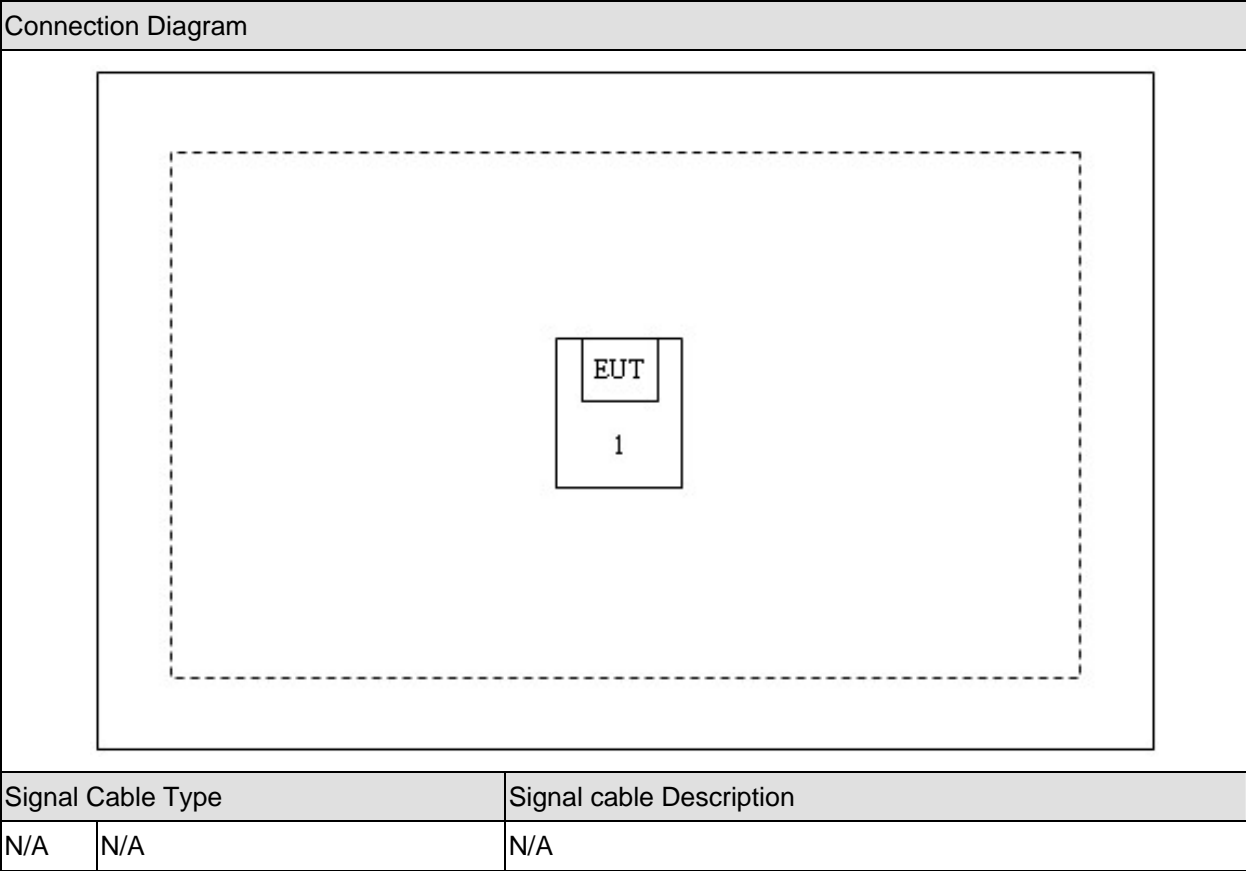 Connection Diagram
EUT
1
Signal Cable Type Signal cable Description
N/A N/A N/A